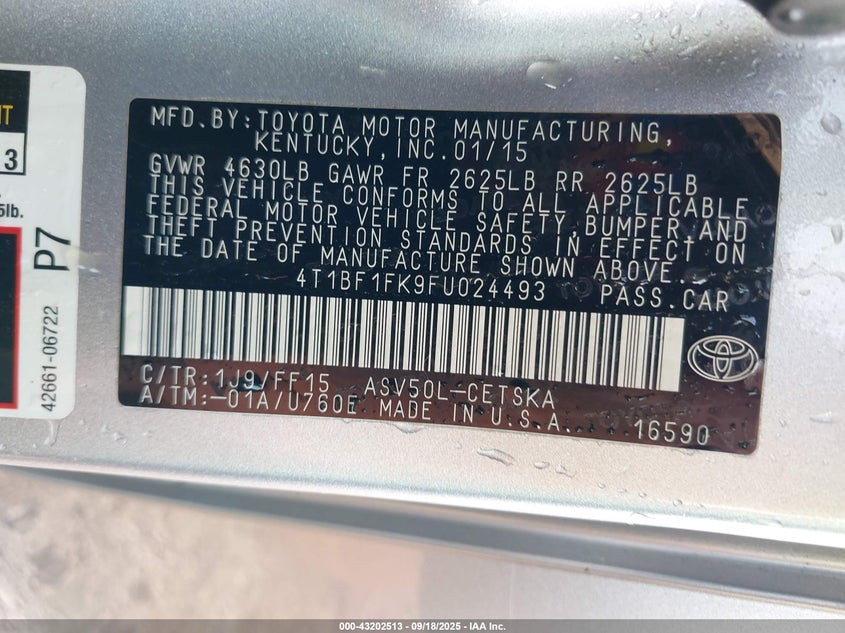 MFD.BY:TOYOTA MOTOR MANUFACTURING,
KENTUCKY,INC.01/15
GVWR 4630LB GAWR FR 2625LB RR 2625LB
THIS VEHICLE CONFORMS TO ALL APPLICABLE
FEDERAL MOTOR VEHICLE SAFETY,BUMPER,AND
THEFT PREVENTION STANDARDS IN EFFECT ON
THE DATE OF MANUFACTURE SHOWN ABOVE.
4T1BF1FK9FU024493 PASS.CAR
C/TR:1J9/FF15 ASV50L-CETSKA
A/TM:-01A/U760E MADE IN U.S.A. 16590
3
5lb.
P7
42661-06722
000-43202513 | 09/18/2025 - IAA Inc.